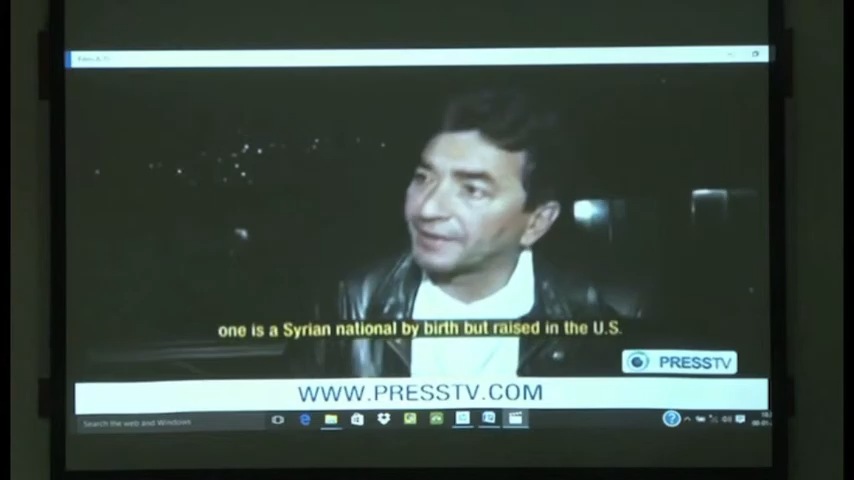 one is a Syrian national by birth but raised in the U.S.
PRESSTV
WWW.PRESSTV.COM
Search the web and Windows